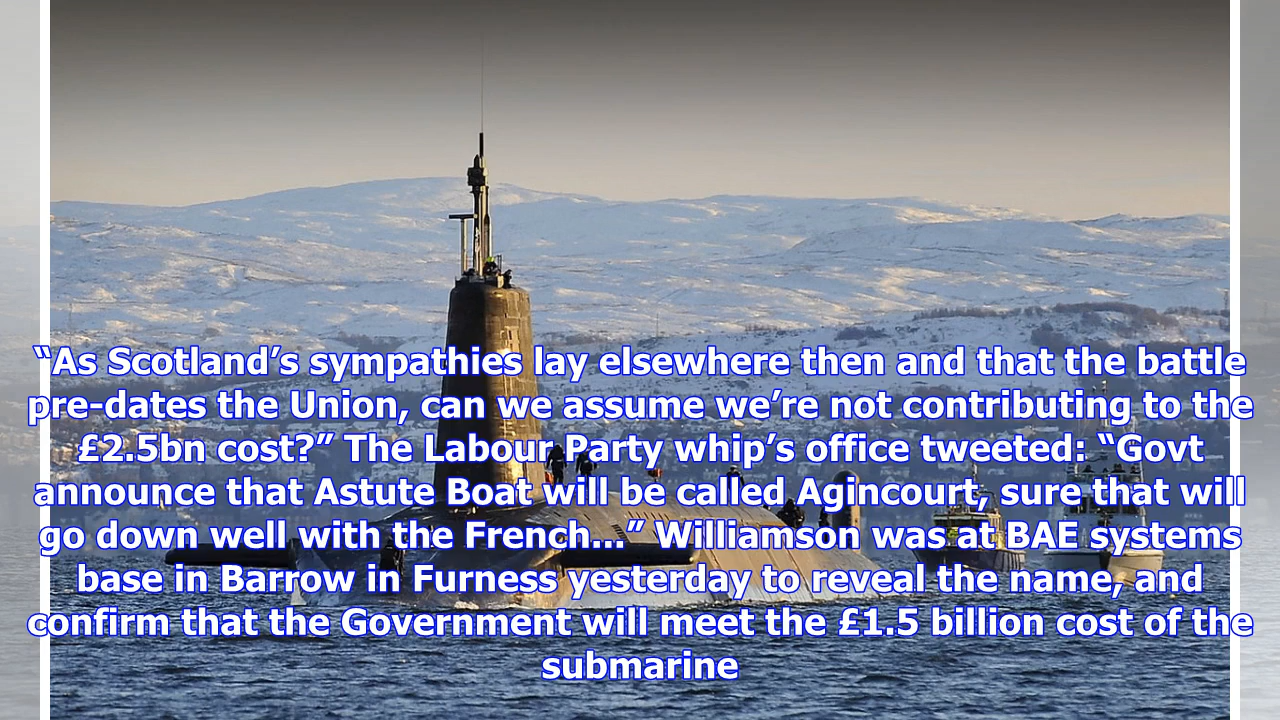 “As Scotland’s sympathies lay elsewhere then and that the battle
pre-dates the Union, can we assume we’re not contributing to the
£2.5bn cost?” The Labour Party whip’s office tweeted: “Govt
announce that Astute Boat will be called Agincourt, sure that will
go down well with the French...” Williamson was at BAE systems
base in Barrow in Furness yesterday to reveal the name, and
confirm that the Government will meet the £1.5 billion cost of the
submarine